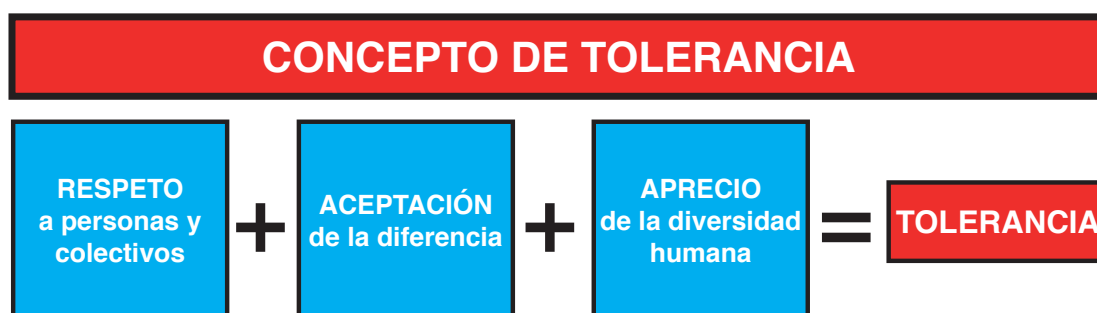 CONCEPTO DE TOLERANCIA
RESPETO
a personas y
colectivos
+
ACEPTACIÓN
de la diferencia
+
APRECIO
de la diversidad
humana
=
TOLERANCIA